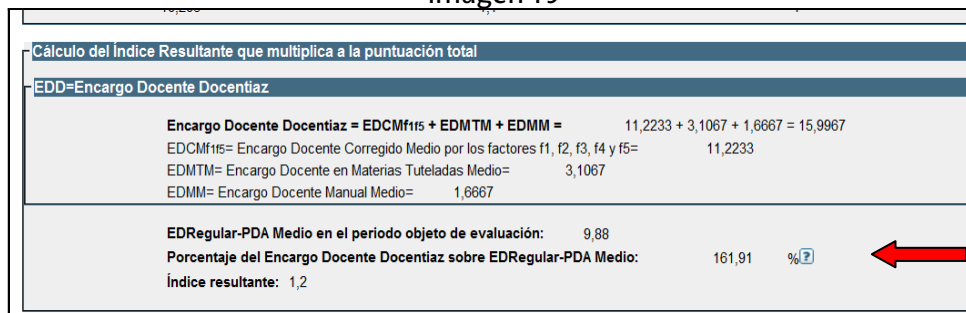 Cálculo del Índice Resultante que multiplica a la puntuación total
EDD=Encargo Docente Docentiaz
Encargo Docente Docentiaz = EDCMf1f5 + EDMTM + EDMM = 11,2233 + 3,1067 + 1,6667 = 15,9967
EDCMf1f5= Encargo Docente Corregido Medio por los factores f1, f2, f3, f4 y f5= 11,2233
EDMTM= Encargo Docente en Materias Tuteladas Medio= 3,1067
EDMM= Encargo Docente Manual Medio= 1,6667
EDRegular-PDA Medio en el periodo objeto de evaluación: 9,88
Porcentaje del Encargo Docente Docentiaz sobre EDRegular-PDA Medio: 161,91 % ?
Índice resultante: 1,2